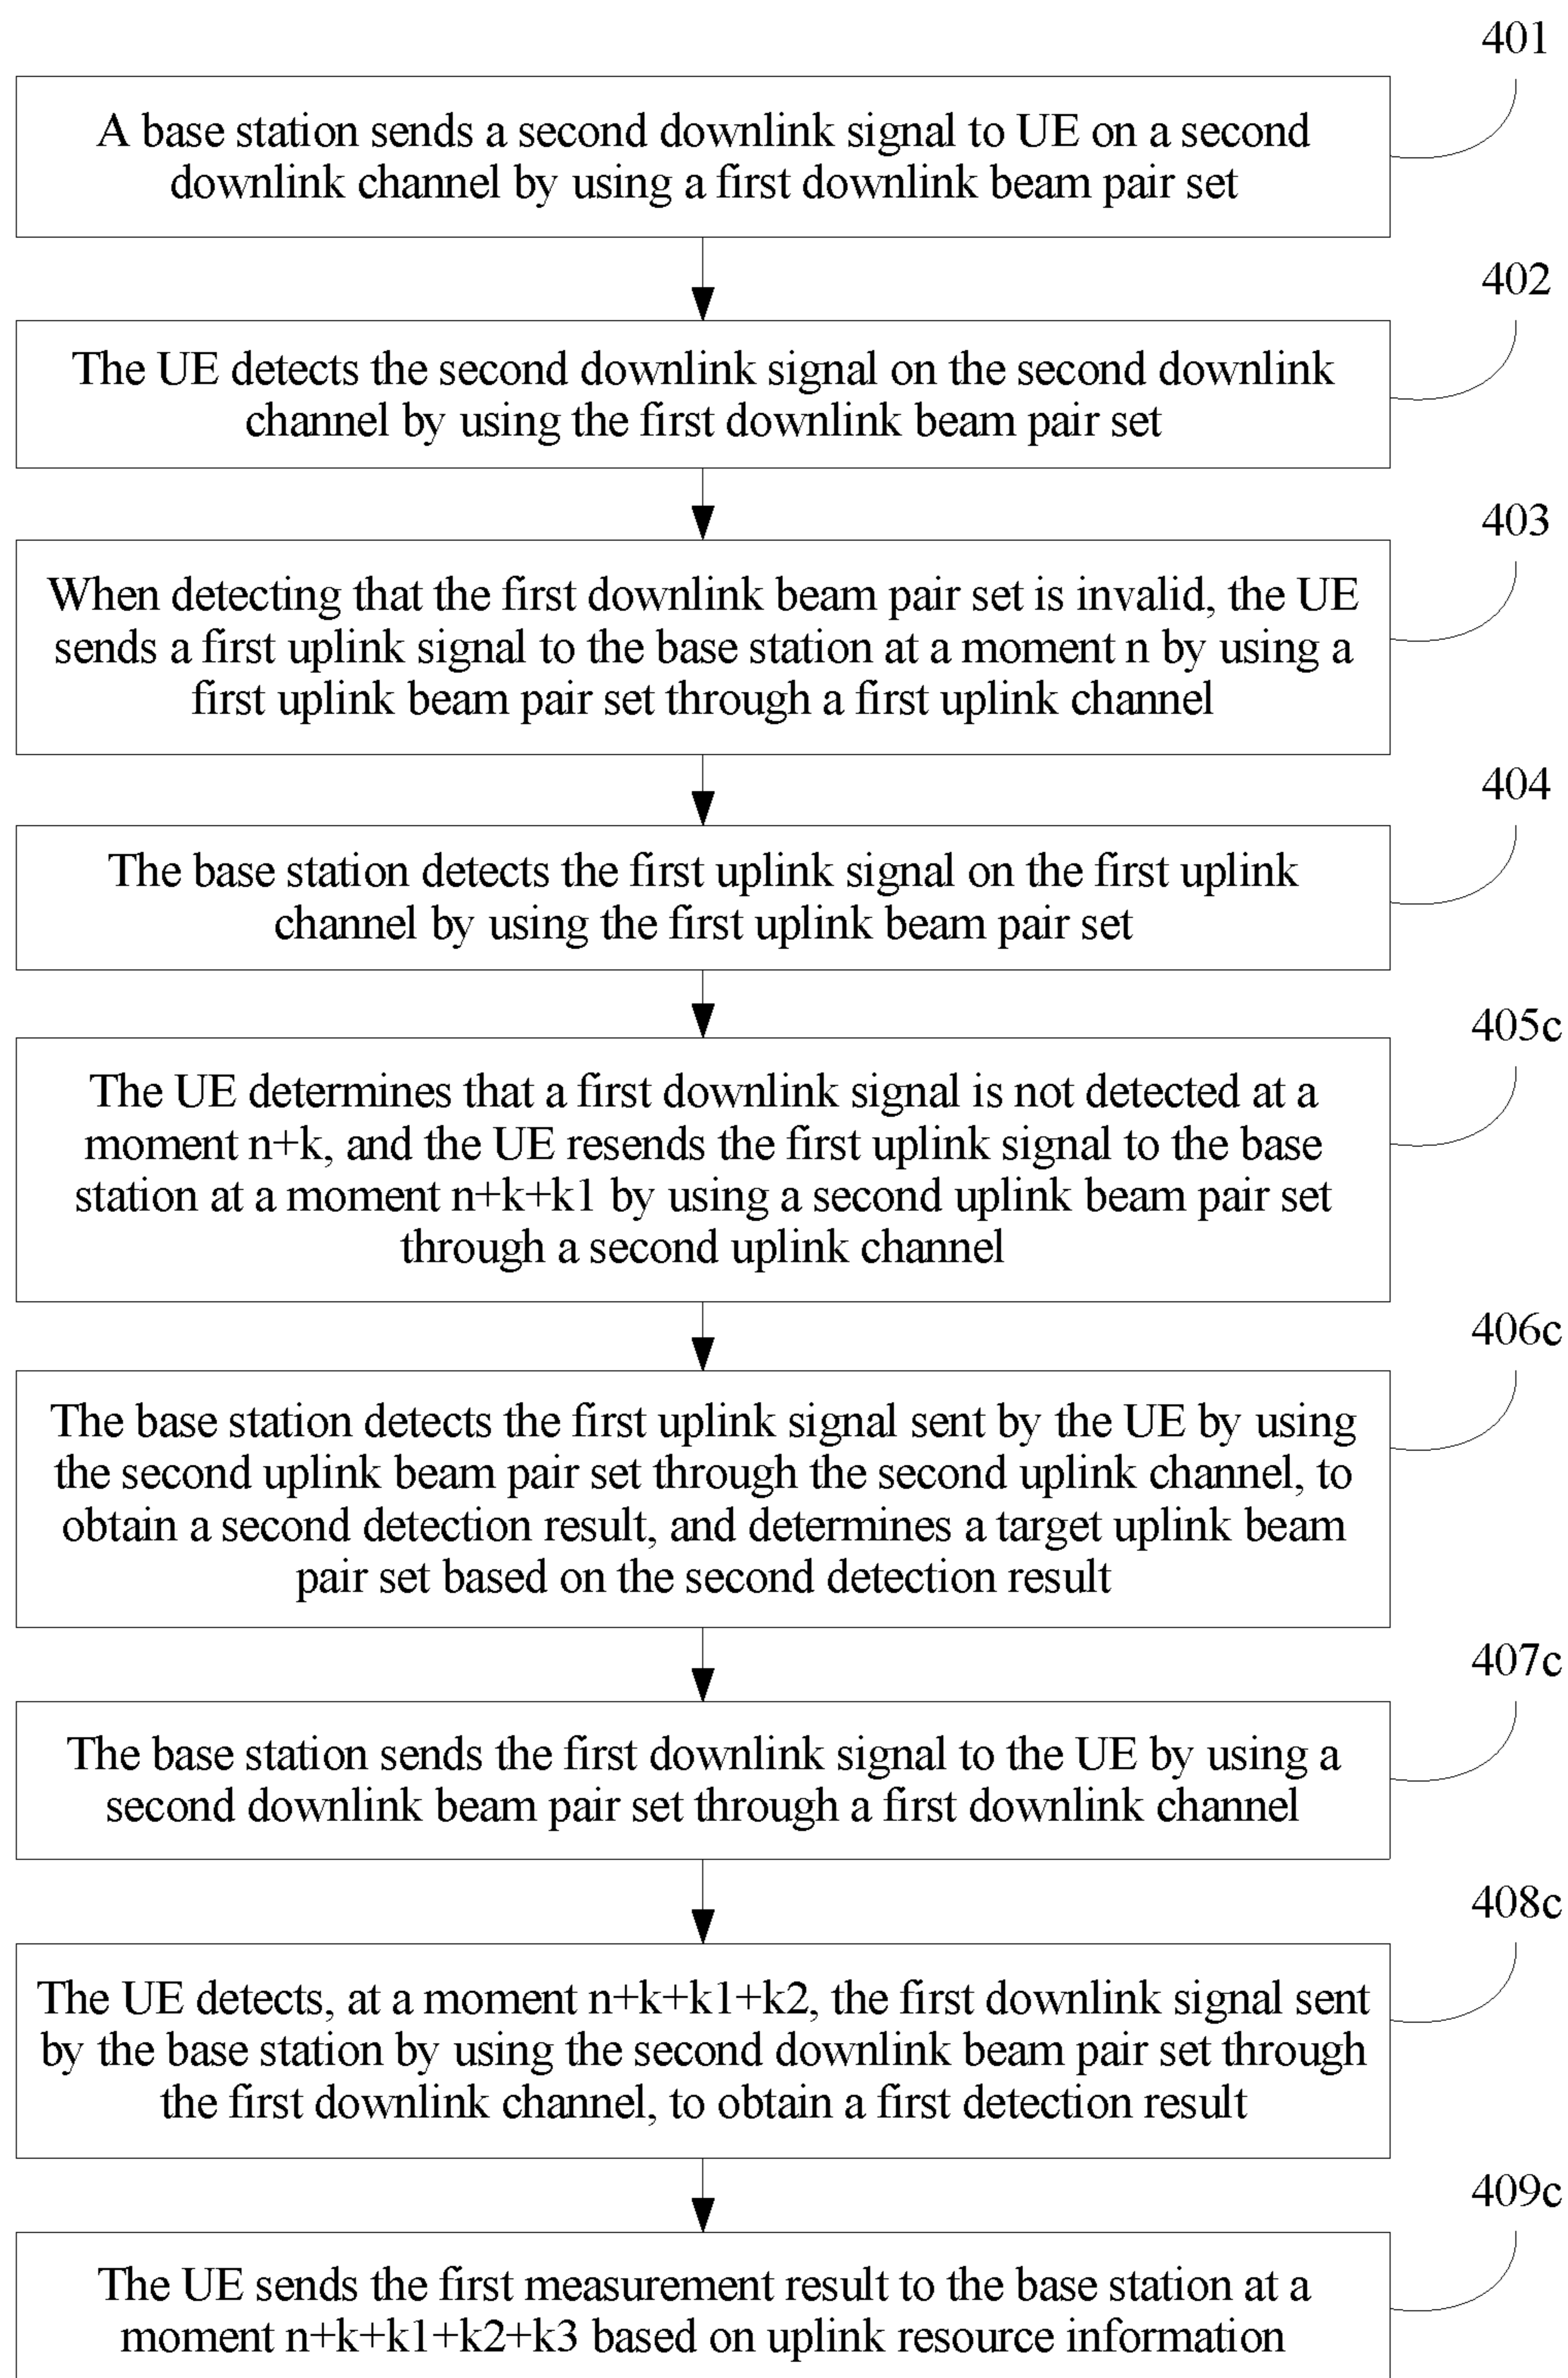 401
A base station sends a second downlink signal to UE on a second
downlink channel by using a first downlink beam pair set
402
The UE detects the second downlink signal on the second downlink
channel by using the first downlink beam pair set
403
When detecting that the first downlink beam pair set is invalid, the UE
sends a first uplink signal to the base station at a moment n by using a
first uplink beam pair set through a first uplink channel
404
The base station detects the first uplink signal on the first uplink
channel by using the first uplink beam pair set
405c
The UE determines that a first downlink signal is not detected at a
moment n+k, and the UE resends the first uplink signal to the base
station at a moment n+k+k1 by using a second uplink beam pair set
through a second uplink channel
406c
The base station detects the first uplink signal sent by the UE by using
the second uplink beam pair set through the second uplink channel, to
obtain a second detection result, and determines a target uplink beam
pair set based on the second detection result
407c
The base station sends the first downlink signal to the UE by using a
second downlink beam pair set through a first downlink channel
408c
The UE detects, at a moment n+k+k1+k2, the first downlink signal sent
by the base station by using the second downlink beam pair set through
the first downlink channel, to obtain a first detection result
409c
The UE sends the first measurement result to the base station at a
moment n+k+k1+k2+k3 based on uplink resource information